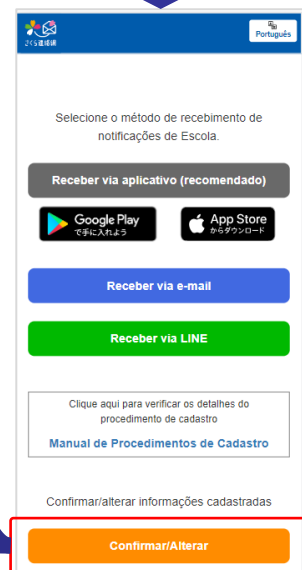 さくら連絡網
Português
Selecione o método de recebimento de
notificações de Escola.
Receber via aplicativo (recomendado)
Google Play
で手に入れよう
App Store
からダウンロード
Receber via e-mail
Receber via LINE
Clique aqui para verificar os detalhes do
procedimento de cadastro
Manual de Procedimentos de Cadastro
Confirmar/alterar informações cadastradas
Confirmar/Alterar